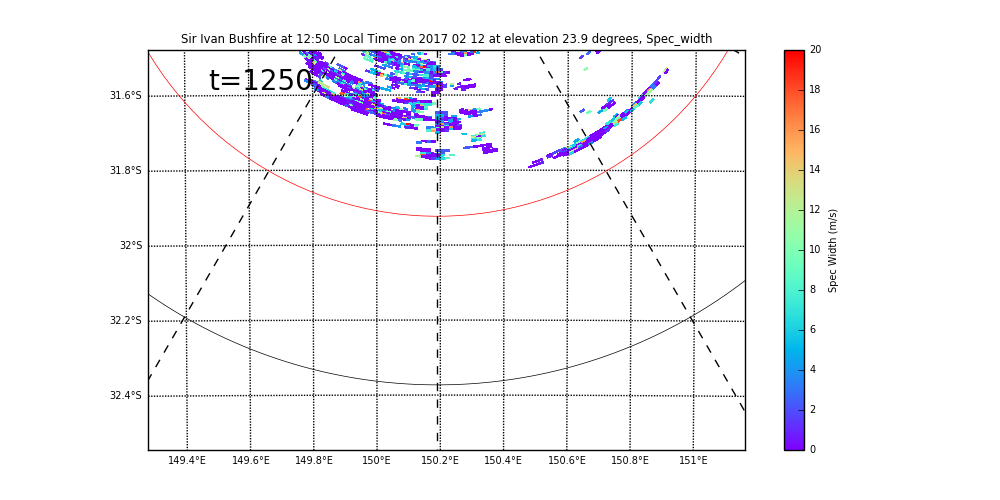 Sir Ivan Bushfire at 12:50 Local Time on 2017 02 12 at elevation 23.9 degrees, Spec_width
t=1250
31.6°S
31.8°S
32°S
32.2°S
32.4°S
149.4°E 149.6°E 149.8°E 150°E 150.2°E 150.4°E 150.6°E 150.8°E 151°E
20
18
16
14
12
10
8
6
4
2
0
Spec Width (m/s)